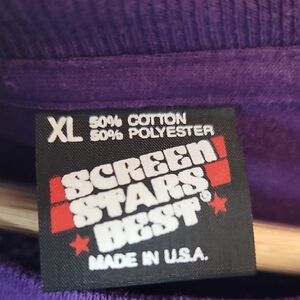 XL 50% COTTON
50% POLYESTER
SCREEN
STARS
BEST®
MADE IN U.S.A.